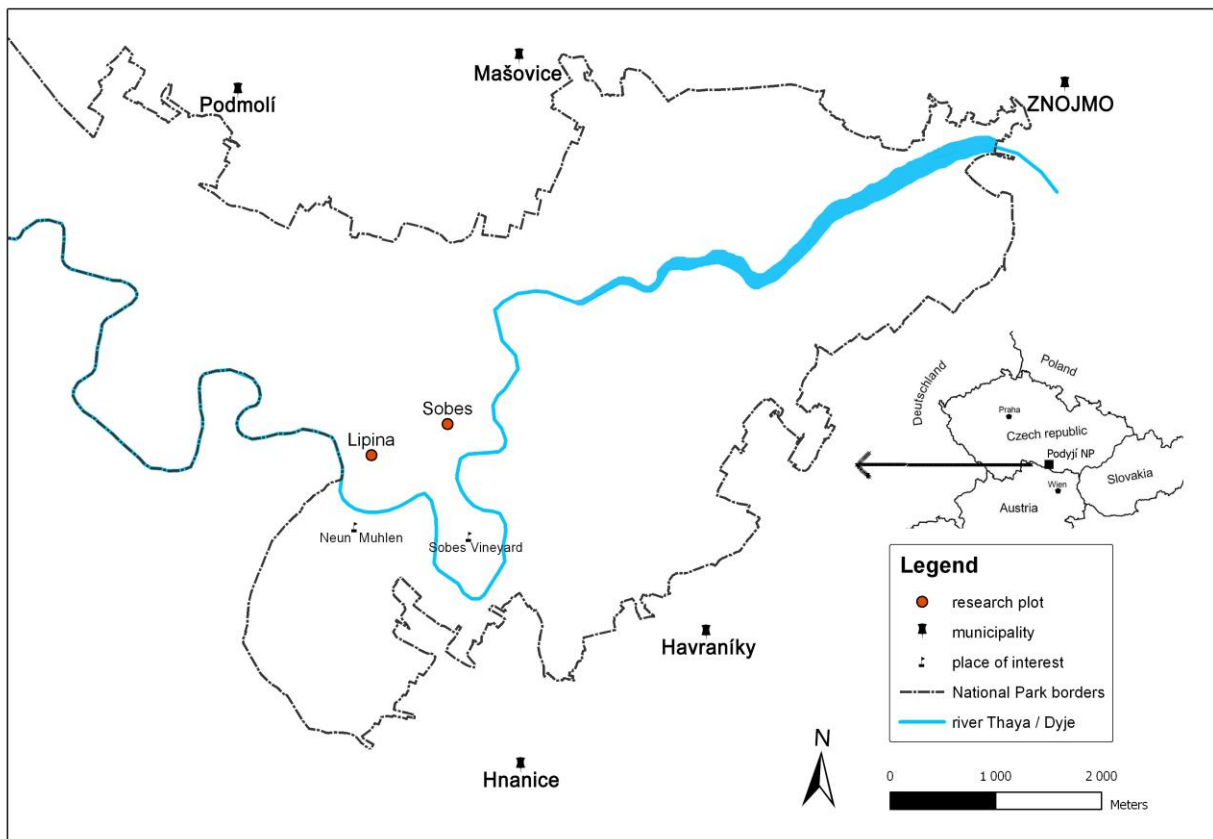 Mašovice
Podmolí
ZNOJMO
Sobes
Lipina
Neun Muhlen
Sobes Vineyard
Havraníky
Hnanice
Deutschland
Poland
Praha
Czech republic
Podyjí NP
Slovakia
Wien
Austria
Legend
research plot
municipality
place of interest
National Park borders
river Thaya / Dyje
N
0 1 000 2 000
Meters